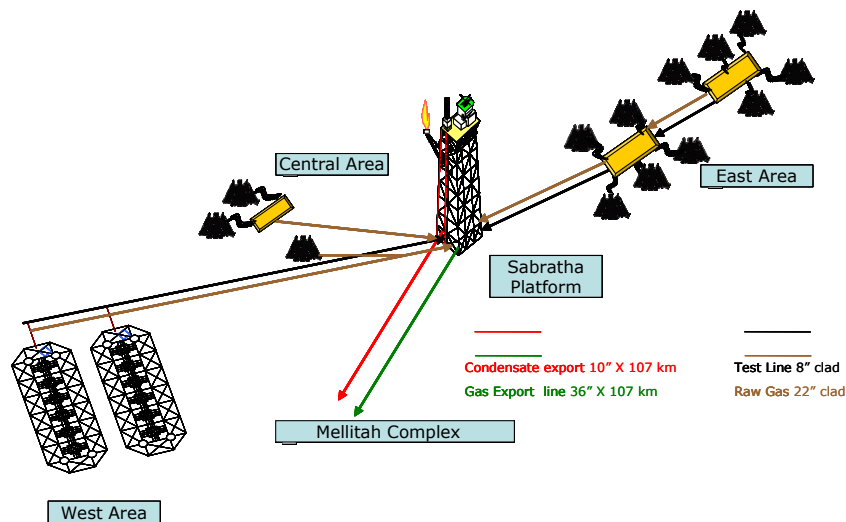 Central Area
East Area
Sabratha
Platform
Condensate export 10” X 107 km
Test Line 8” clad
Gas Export line 36” X 107 km
Raw Gas 22” clad
Mellitah Complex
West Area